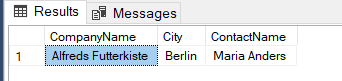 Results Messages
CompanyName City ContactName
1 Alfreds Futterkiste Berlin Maria Anders